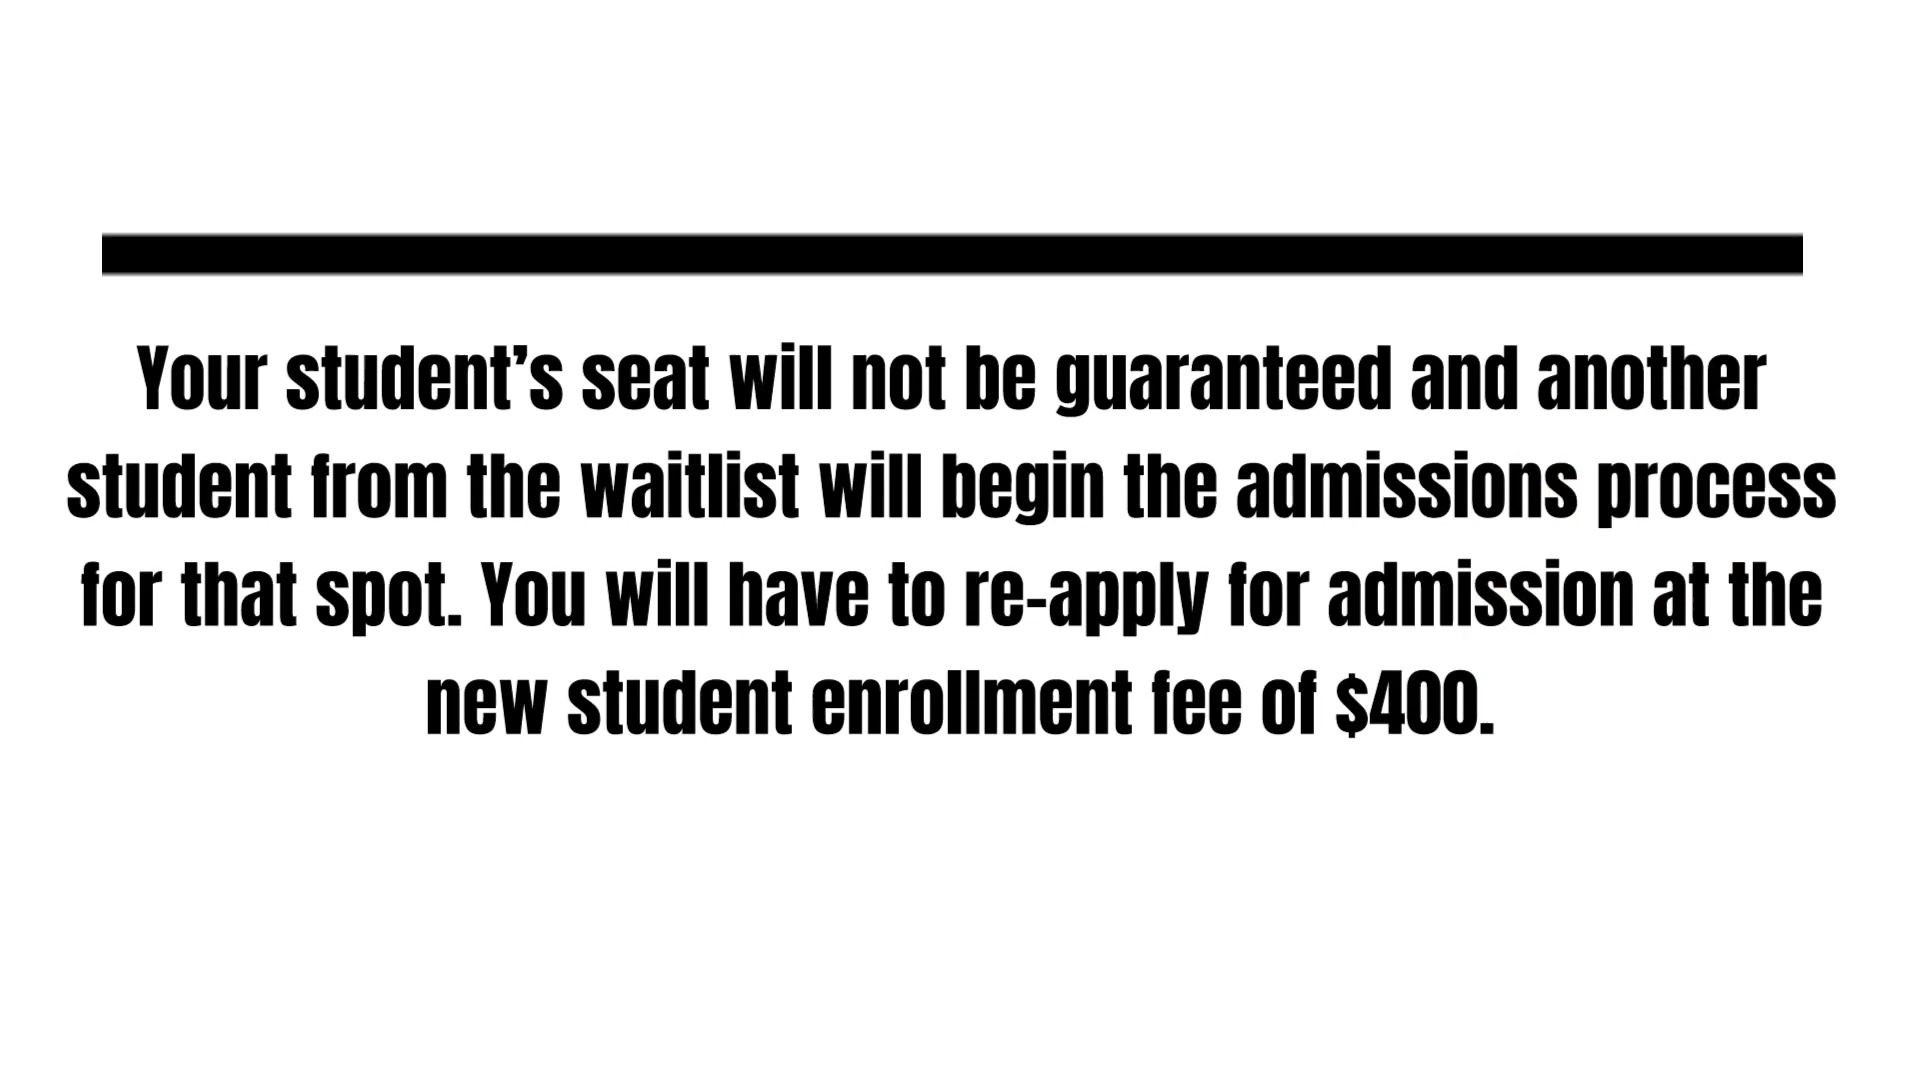 Your student’s seat will not be guaranteed and another
student from the waitlist will begin the admissions process
for that spot. You will have to re-apply for admission at the
new student enrollment fee of $400.